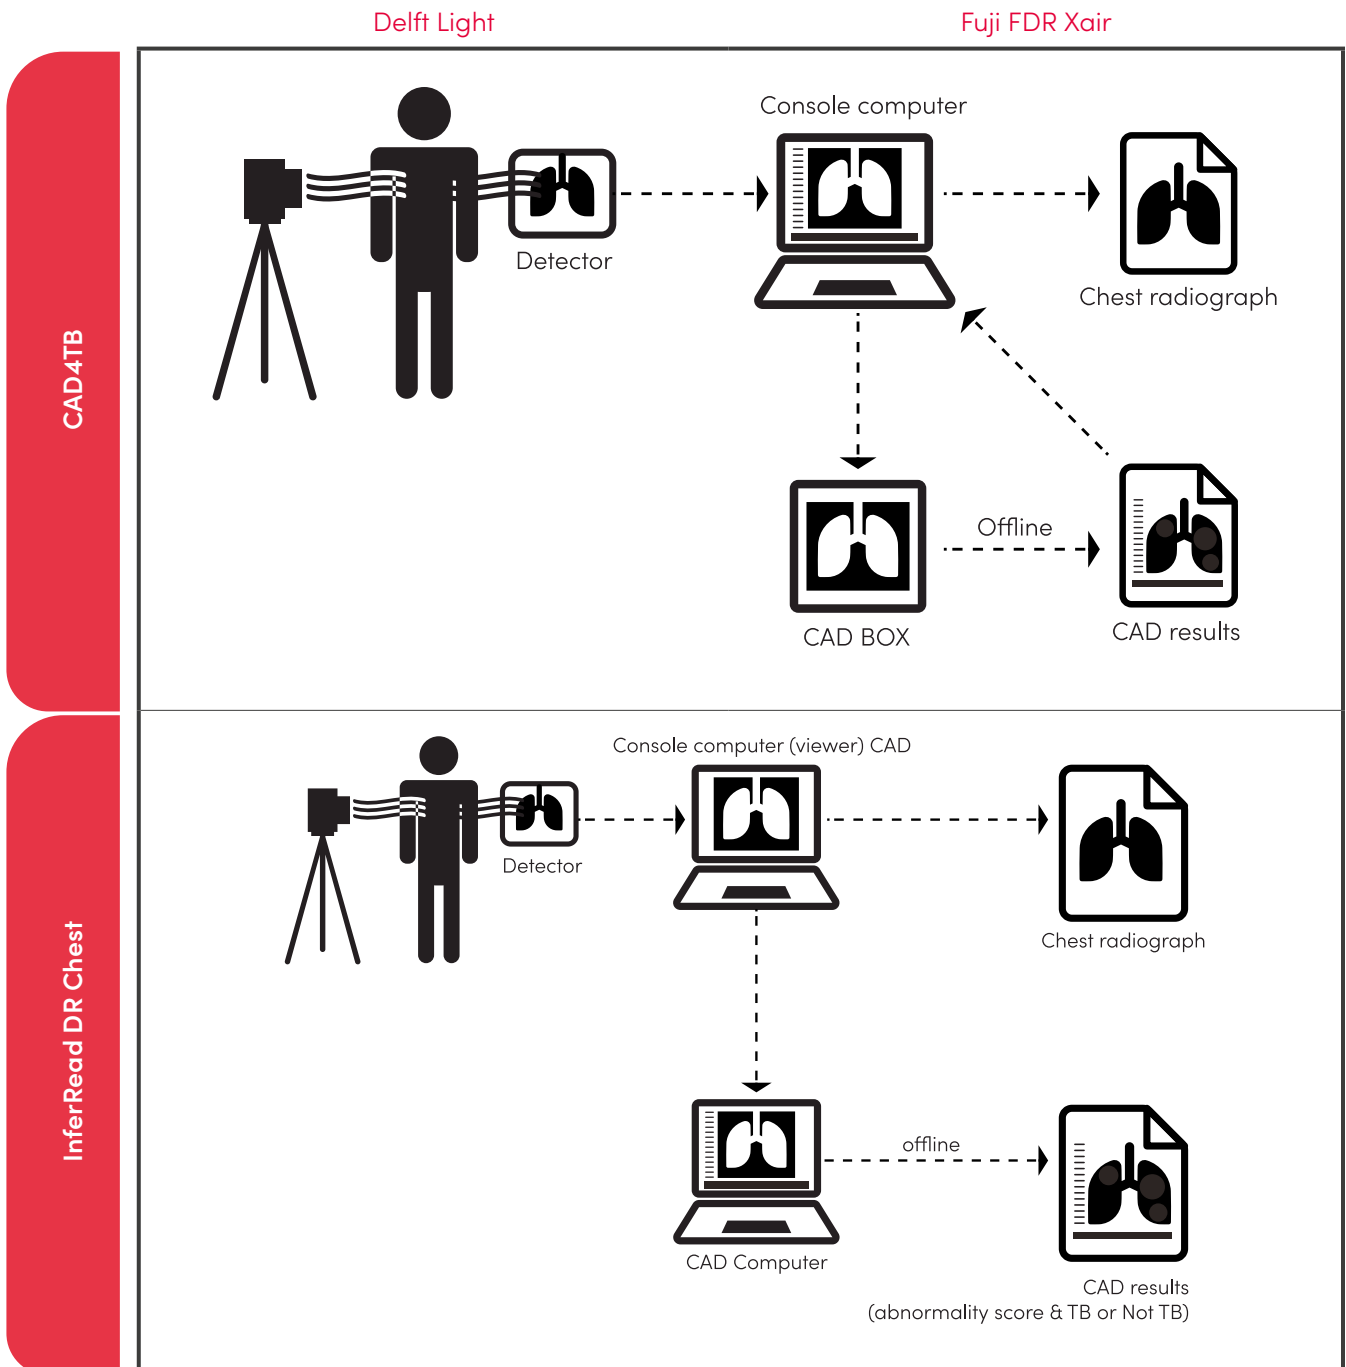 Delft Light
Fuji FDR Xair
CAD4TB
Console computer
Detector
Chest radiograph
Offline
CAD BOX
CAD results
InferRead DR Chest
Console computer (viewer) CAD
Detector
Chest radiograph
offline
CAD Computer
CAD results
(abnormality score & TB or Not TB)